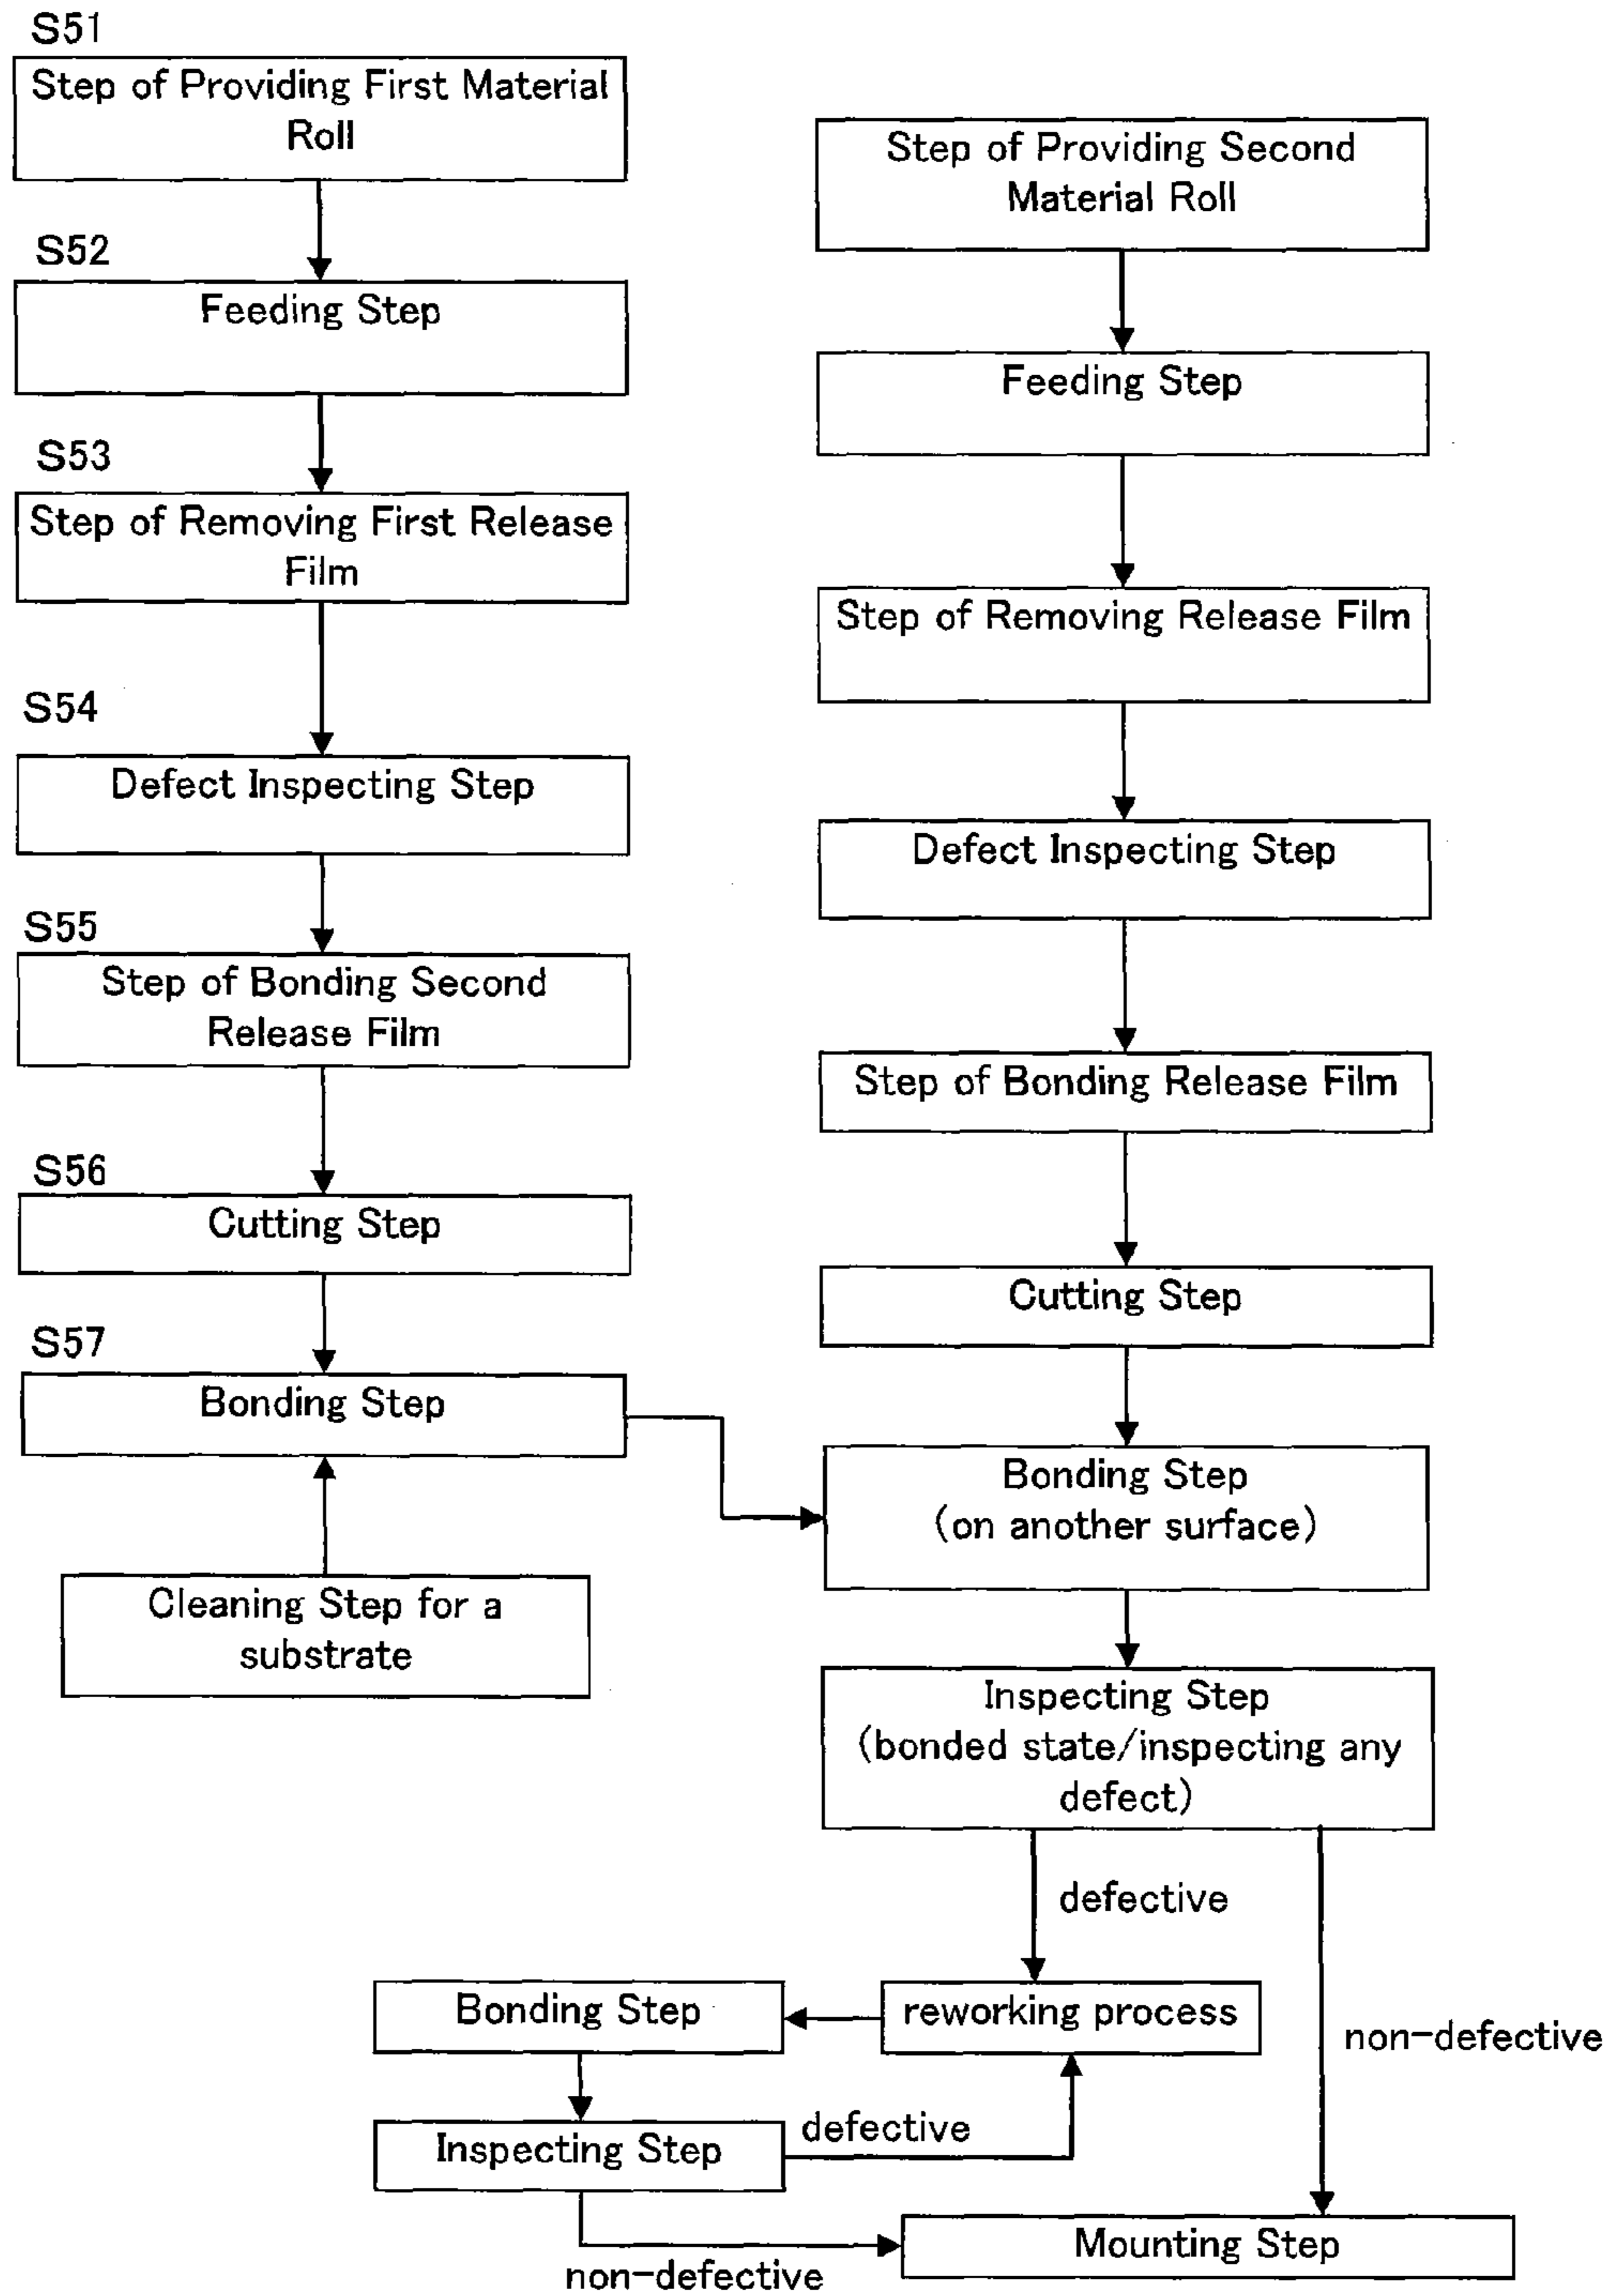 S51
Step of Providing First Material
Roll
S52
Feeding Step
S53
Step of Removing First Release
Film
S54
Defect Inspecting Step
S55
Step of Bonding Second
Release Film
S56
Cutting Step
S57
Bonding Step
Cleaning Step for a
substrate
Step of Providing Second
Material Roll
Feeding Step
Step of Removing Release Film
Defect Inspecting Step
Step of Bonding Release Film
Cutting Step
Bonding Step
(on another surface)
Inspecting Step
(bonded state/inspecting any
defect)
defective
non-defective
reworking process
Bonding Step
Inspecting Step
defective
non-defective
Mounting Step